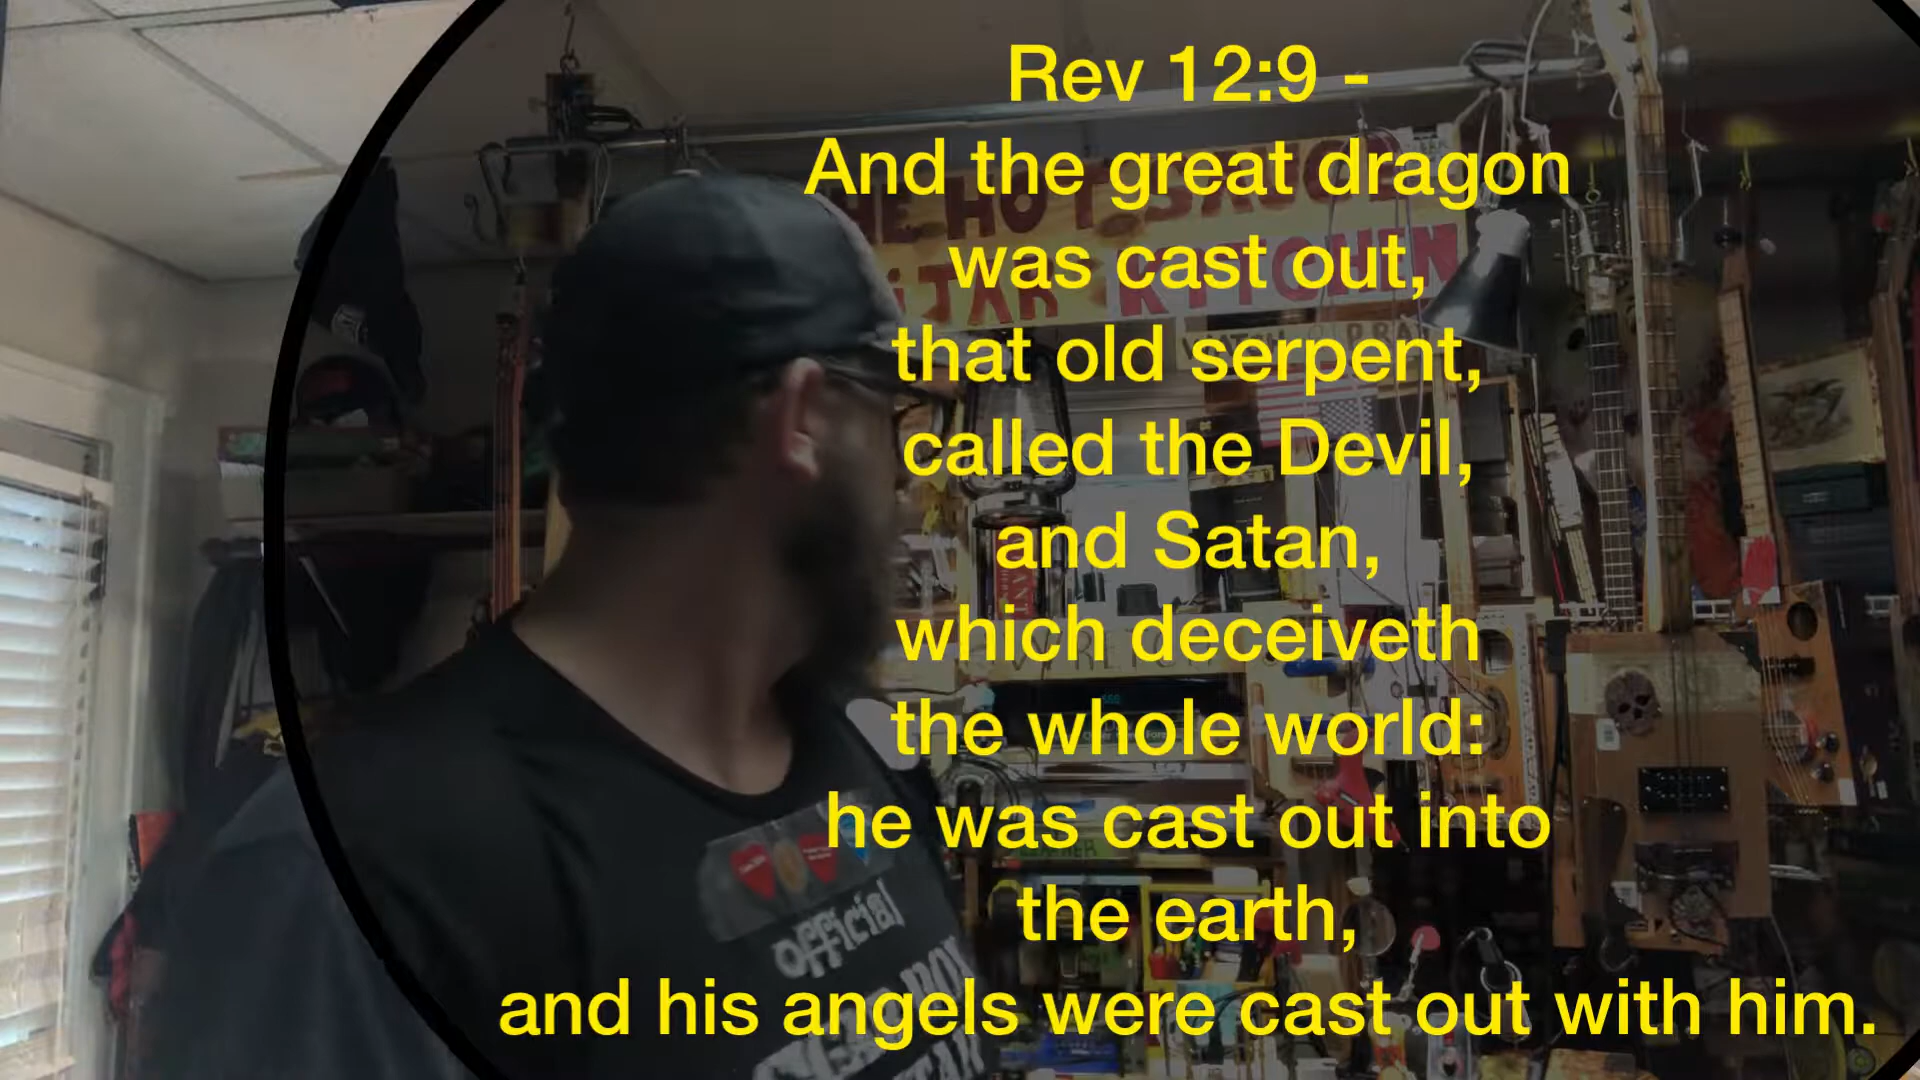 Rev 12:9 -
And the great dragon
was cast out,
that old serpent,
called the Devil,
and Satan,
which deceiveth
the whole world:
he was cast out into
the earth,
and his angels were cast out with him.
KITCHEN
official